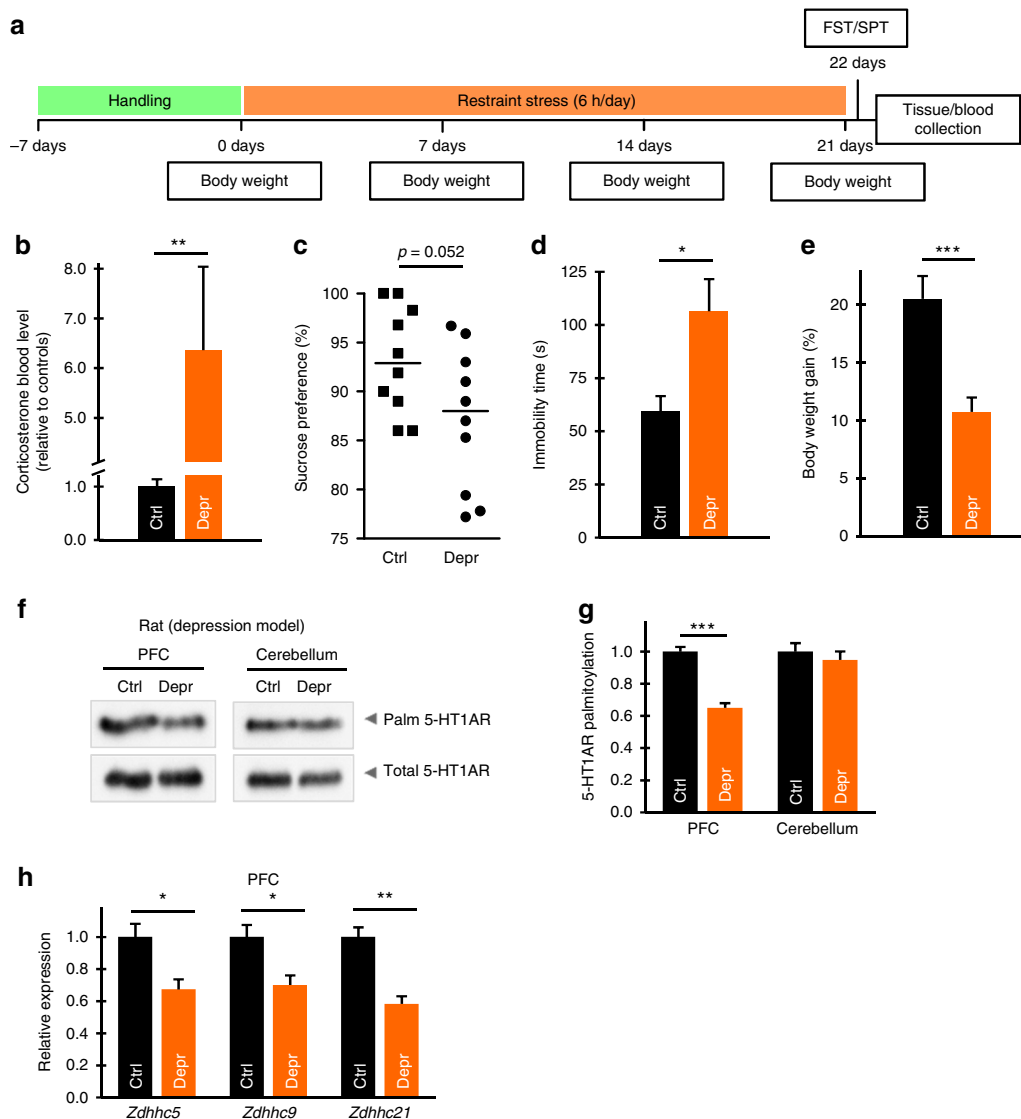 a
FST/SPT
22 days
Handling
Restraint stress (6 h/day)
Tissue/blood
collection
–7 days
0 days
7 days
14 days
21 days
Body weight
Body weight
Body weight
Body weight
b
Corticosterone blood level
(relative to controls)
**
8.0
7.0
6.0
5.0
1.0
0.0
Ctrl
Depr
c
p = 0.052
Sucrose preference (%)
100
95
90
85
80
75
Ctrl
Depr
d
*
Immobility time (s)
125
100
75
50
25
0
Ctrl
Depr
e
***
Body weight gain (%)
20
15
10
5
0
Ctrl
Depr
f
Rat (depression model)
PFC
Cerebellum
Ctrl Depr
Ctrl Depr
Palm 5-HT1AR
Total 5-HT1AR
g
***
5-HT1AR palmitoylation
1.0
0.8
0.6
0.4
0.2
0.0
Ctrl
Depr
Ctrl
Depr
PFC
Cerebellum
h
PFC
*
*
**
Relative expression
1.0
0.8
0.6
0.4
0.2
0.0
Ctrl
Depr
Ctrl
Depr
Ctrl
Depr
Zdhhc5
Zdhhc9
Zdhhc21